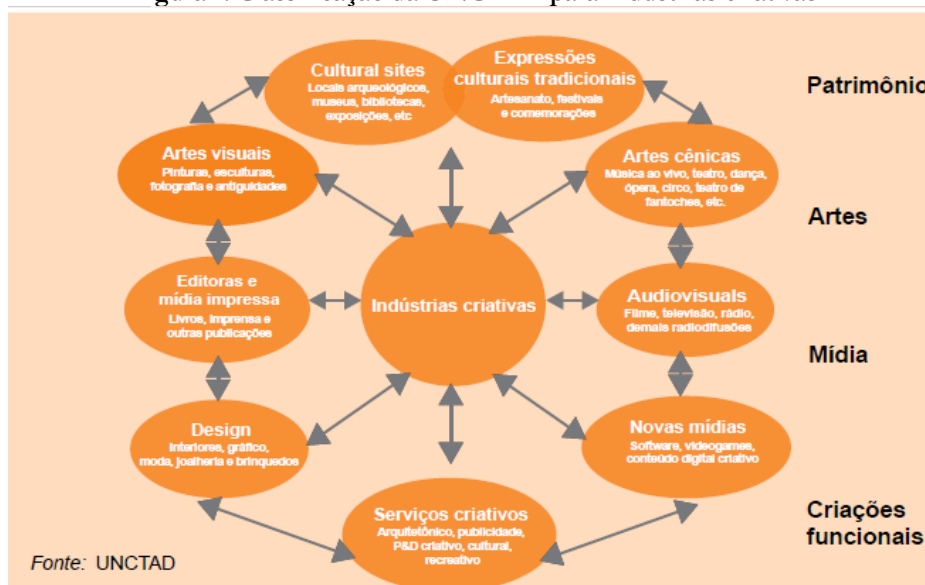 Cultural sites
Locais arqueológicos,
museus, bibliotecas,
exposições, etc
Expressões
culturais tradicionais
Artesanato, festivais
e comemorações
Patrimônio
Artes visuais
Pinturas, esculturas,
fotografia e antiguidades
Artes cênicas
Música ao vivo, teatro, dança,
ópera, circo, teatro de
fantoches, etc.
Artes
Editoras e
mídia impressa
Livros, imprensa e
outras publicações
Indústrias criativas
Audiovisuals
Filme, televisão, rádio,
demais radiodifusões
Mídia
Design
Interiores, gráfico,
moda, joalheria e brinquedos
Novas mídias
Software, videogames,
conteúdo digital criativo
Serviços criativos
Arquitetônico, publicidade,
P&D criativo, cultural,
recreativo
Criações
funcionais
Fonte: UNCTAD